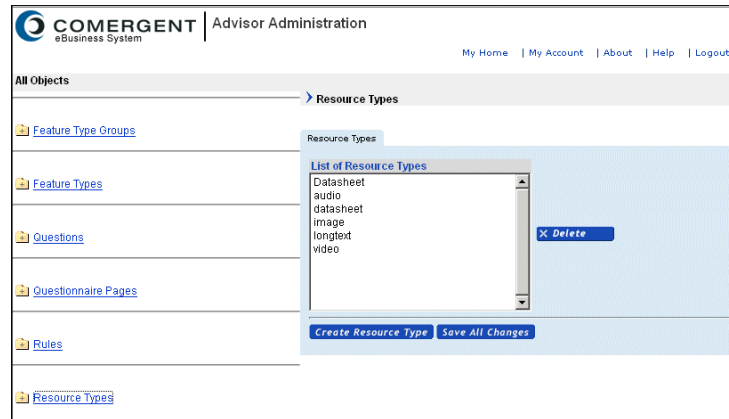 COMERGENT
eBusiness System
Advisor Administration
My Home | My Account | About | Help | Logout
All Objects
Feature Type Groups
Feature Types
Questions
Questionnaire Pages
Rules
Resource Types
Resource Types
Resource Types
List of Resource Types
Datasheet
audio
datasheet
image
longtext
video
X Delete
Create Resource Type Save All Changes